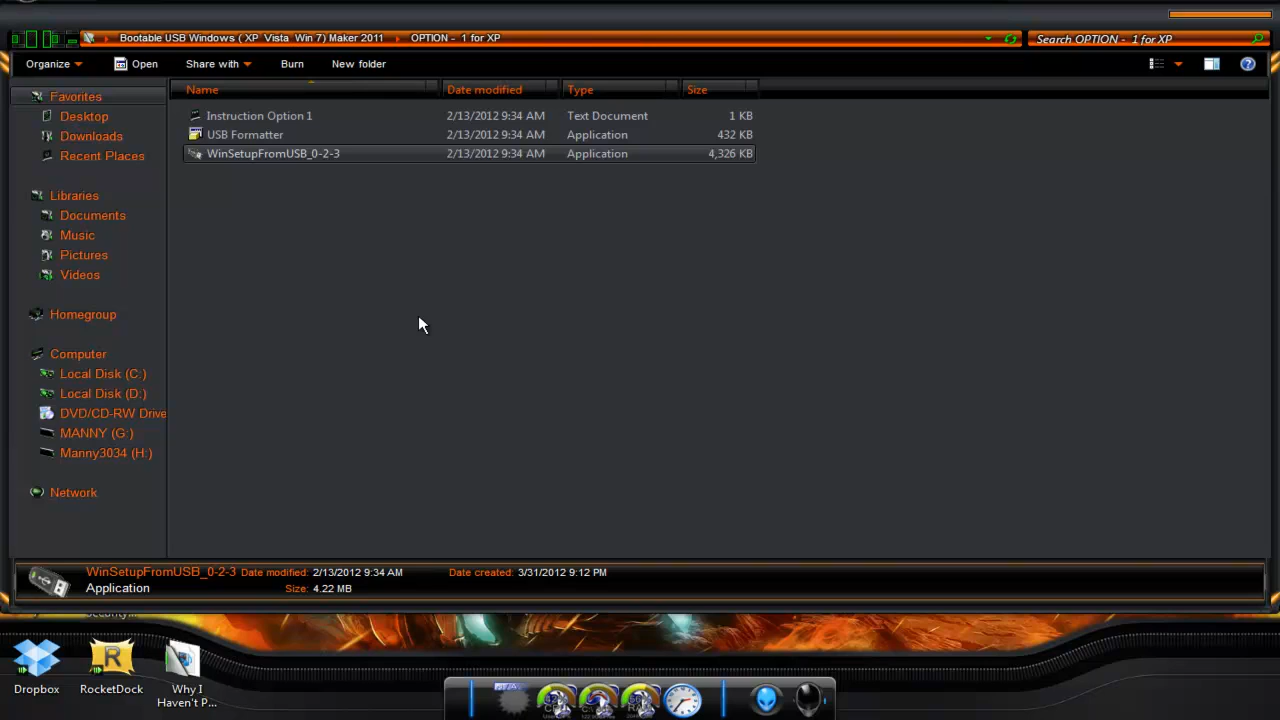 Bootable USB Windows ( XP Vista Win 7) Maker 2011 OPTION - 1 for XP Search OPTION - 1 for XP
Organize Open Share with Burn New folder
Name Date modified Type Size
Instruction Option 1 2/13/2012 9:34 AM Text Document 1 KB
USB Formatter 2/13/2012 9:34 AM Application 432 KB
WinSetupFromUSB_0-2-3 2/13/2012 9:34 AM Application 4,326 KB
Favorites
Desktop
Downloads
Recent Places
Libraries
Documents
Music
Pictures
Videos
Homegroup
Computer
Local Disk (C:)
Local Disk (D:)
DVD/CD-RW Drive
MANNY (G:)
Manny3034 (H:)
Network
WinSetupFromUSB_0-2-3 Date modified: 2/13/2012 9:34 AM Date created: 3/31/2012 9:12 PM
Application Size: 4.22 MB
Dropbox RocketDock Why I
Haven't P...